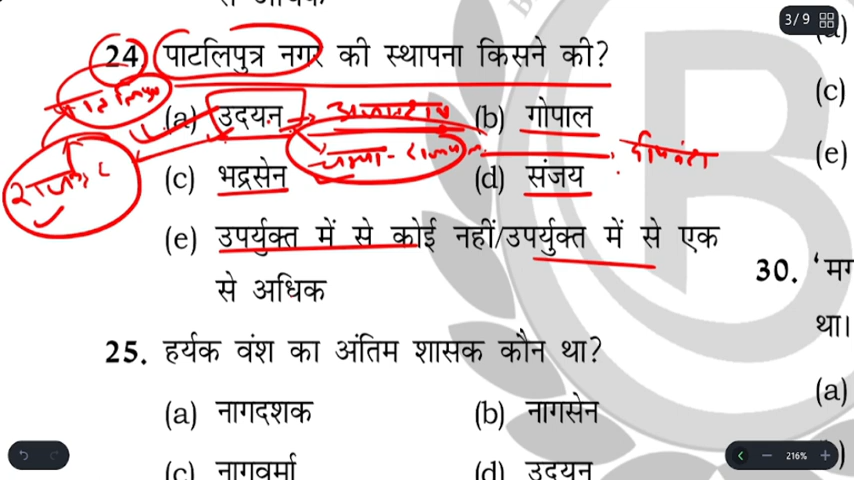 से अधिक
3/9
24 पाटलिपुत्र नगर की स्थापना किसने की?
(a) उदयन (b) गोपाल
(c) भद्रसेन (d) संजय
(e) उपर्युक्त में से कोई नहीं/उपर्युक्त में से एक
से अधिक
25. हर्यक वंश का अंतिम शासक कौन था?
(a) नागदशक (b) नागसेन
(c) नागवर्मा (d) उदयन
(c)
(e)
30. 'मग
था।
(a)
216%